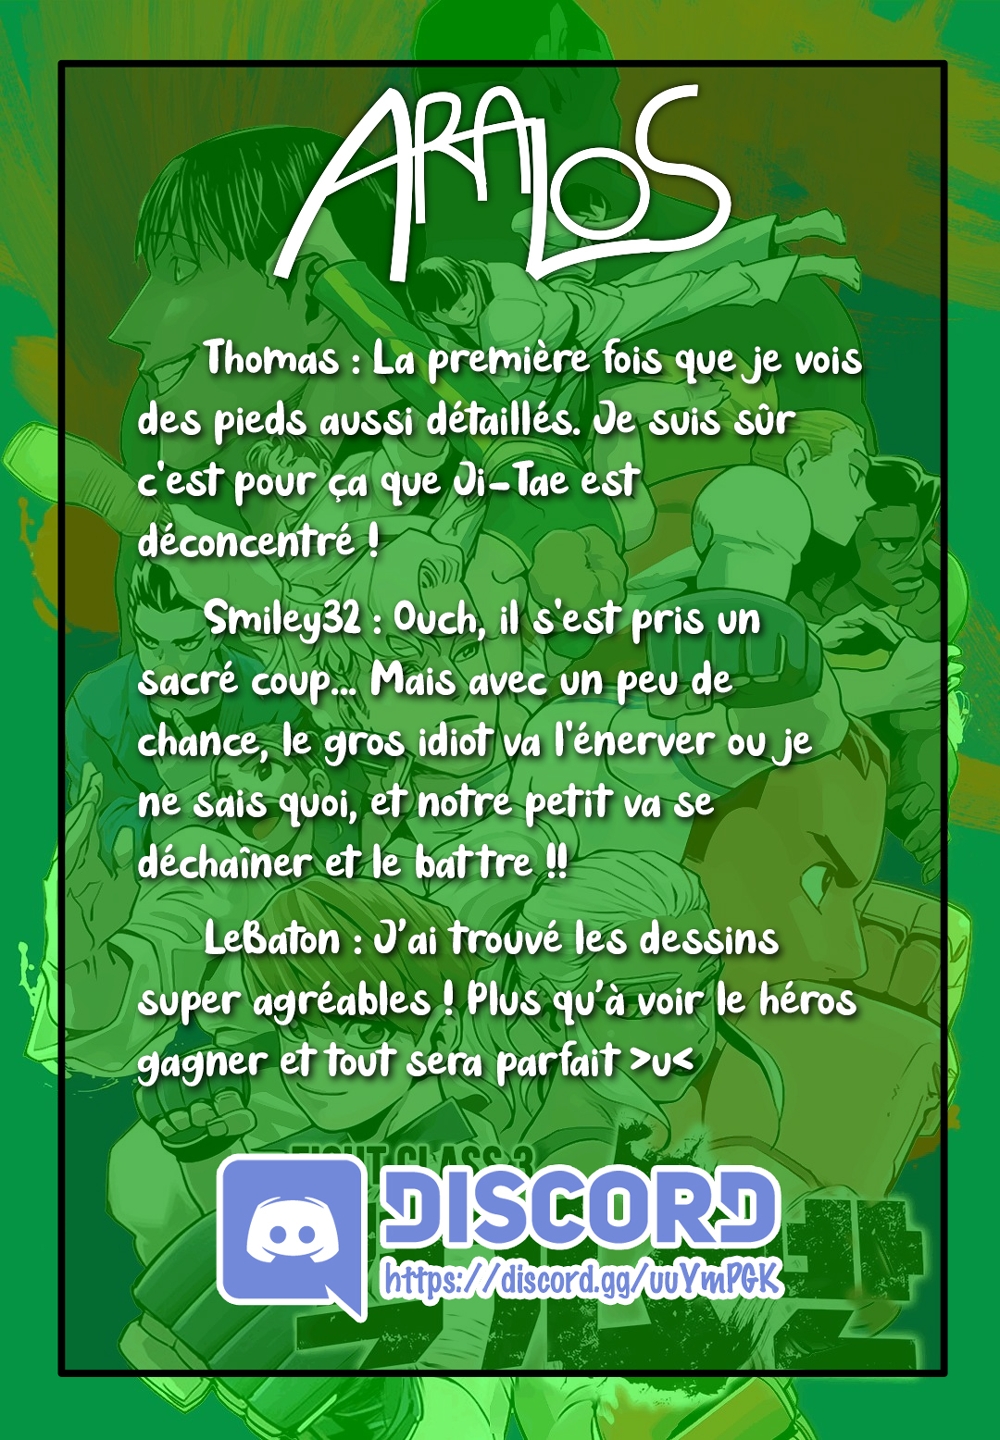 ARALOS
Thomas : La première fois que je vois
des pieds aussi détaillés. Je suis sûr
c'est pour ça que Ji-Tae est
déconcentré !
Smiley32 : Ouch, il s'est pris un
sacré coup... Mais avec un peu de
chance, le gros idiot va l'énerver ou je
ne sais quoi, et notre petit va se
déchaîner et le battre !!
LeBaton : J'ai trouvé les dessins
super agréables ! Plus qu'à voir le héros
gagner et tout sera parfait >u<
FIGHT CLASS 3
DISCORD
https://discord.gg/uuYmPGK